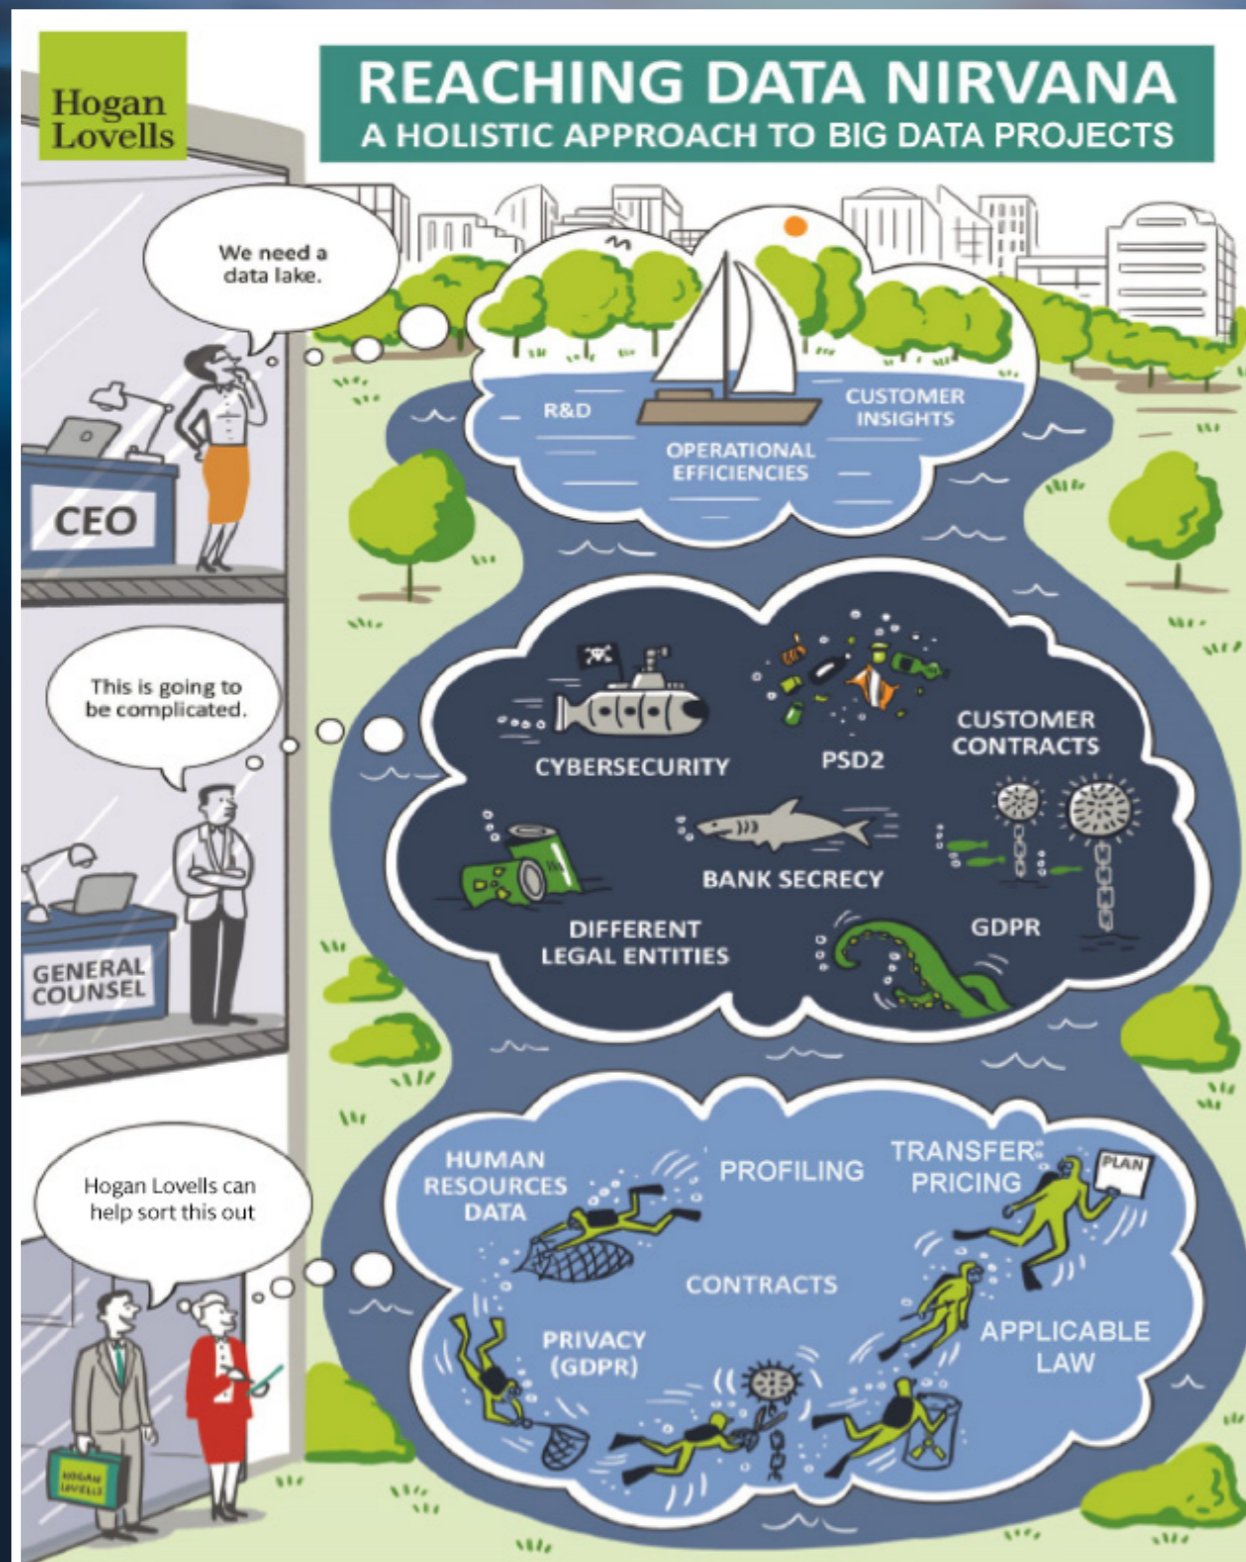 Hogan
Lovells
REACHING DATA NIRVANA
A HOLISTIC APPROACH TO BIG DATA PROJECTS
We need a
data lake.
R&D
CUSTOMER
INSIGHTS
OPERATIONAL
EFFICIENCIES
CEO
This is going to
be complicated.
CYBERSECURITY
PSD2
CUSTOMER
CONTRACTS
BANK SECRECY
DIFFERENT
LEGAL ENTITIES
GDPR
GENERAL
COUNSEL
Hogan Lovells can
help sort this out
HUMAN
RESOURCES
DATA
PROFILING
TRANSFER
PRICING
PLAN
CONTRACTS
PRIVACY
(GDPR)
APPLICABLE
LAW
HOGAN
LOVELLS